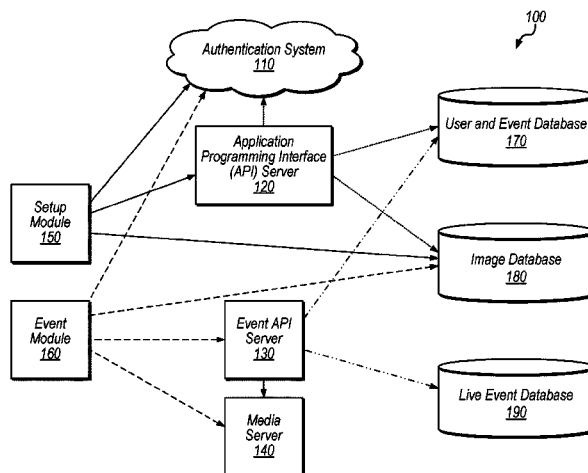 100
Authentication System
110
Application
Programming Interface
(API) Server
120
User and Event Database
170
Setup
Module
150
Image Database
180
Event
Module
160
Event API
Server
130
Live Event Database
190
Media
Server
140